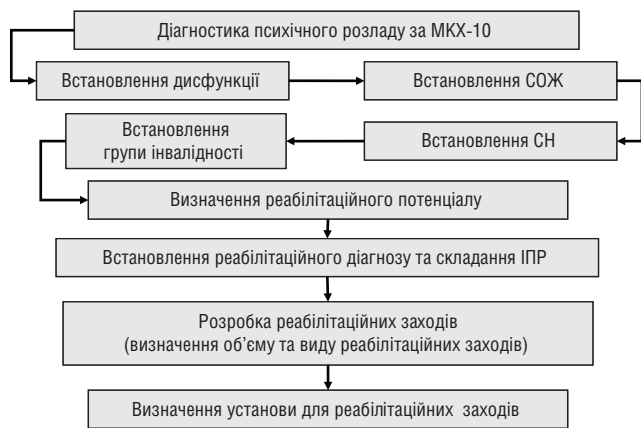 Діагностика психічного розладу за МКХ-10
Встановлення дисфункції
Встановлення СОЖ
Встановлення
групи інвалідності
Встановлення СН
Визначення реабілітаційного потенціалу
Встановлення реабілітаційного діагнозу та складання ІПР
Розробка реабілітаційних заходів
(визначення об’єму та виду реабілітаційних заходів)
Визначення установи для реабілітаційних заходів